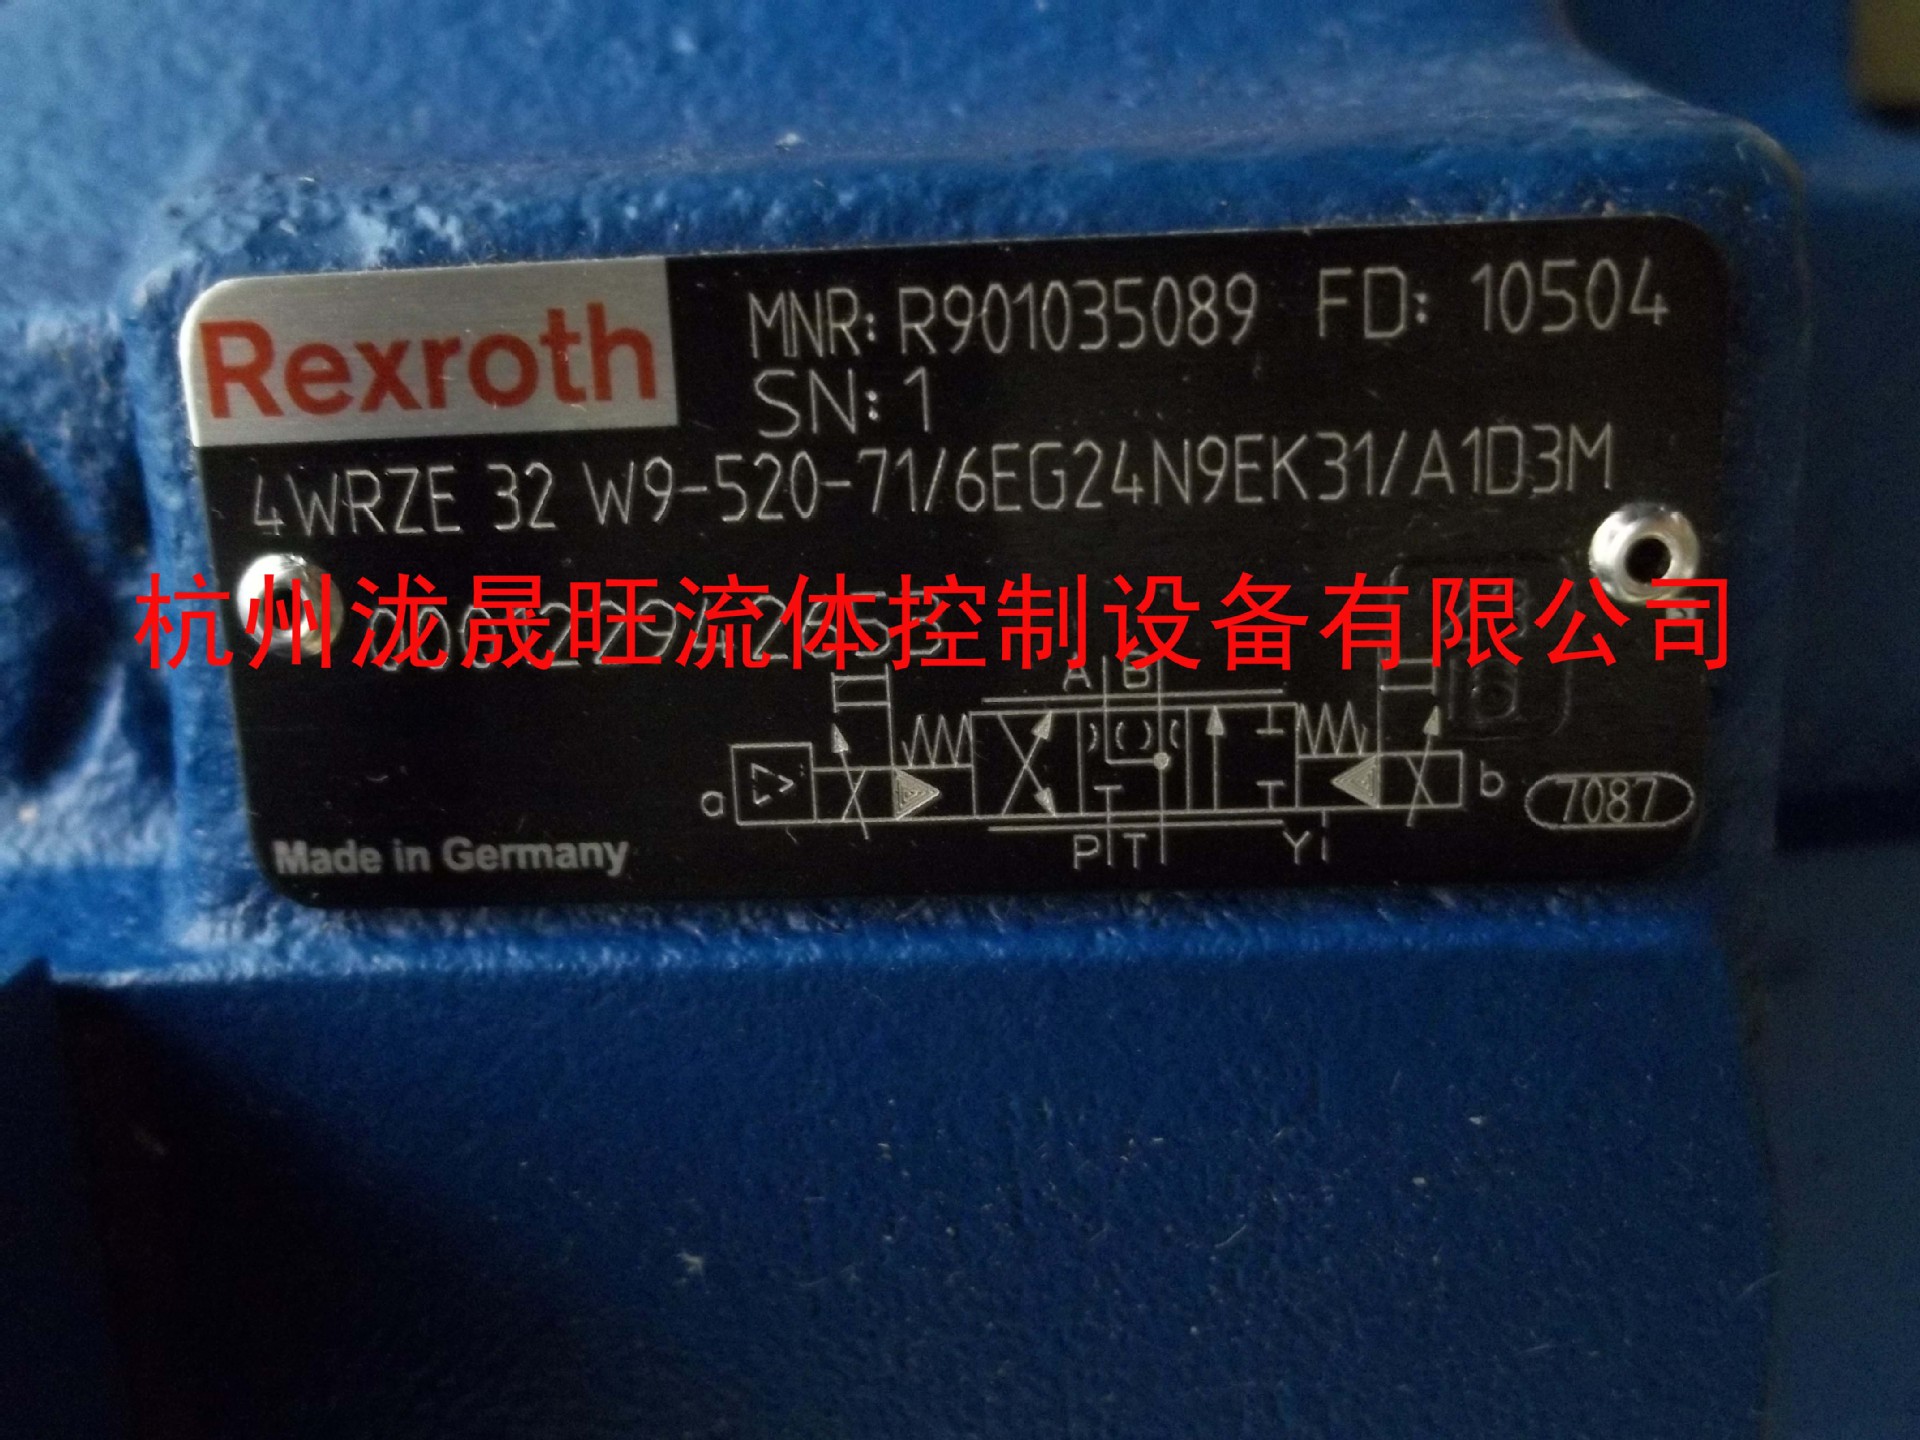 Rexroth
MNR: R901035089 FD: 10504
SN: 1
4WRZE 32 W9-520-71/6EG24N9EK31/A1D3M
杭州泷晟旺流体控制设备有限公司
A B
a
b
7087
P T Y
Made in Germany